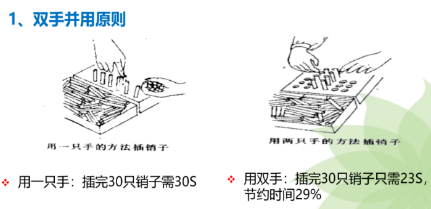 1、双手并用原则
用一只手的方法插销子
用两只手的方法插销子
用一只手：插完30只销子需30S
用双手：插完30只销子只需23S，
节约时间29%